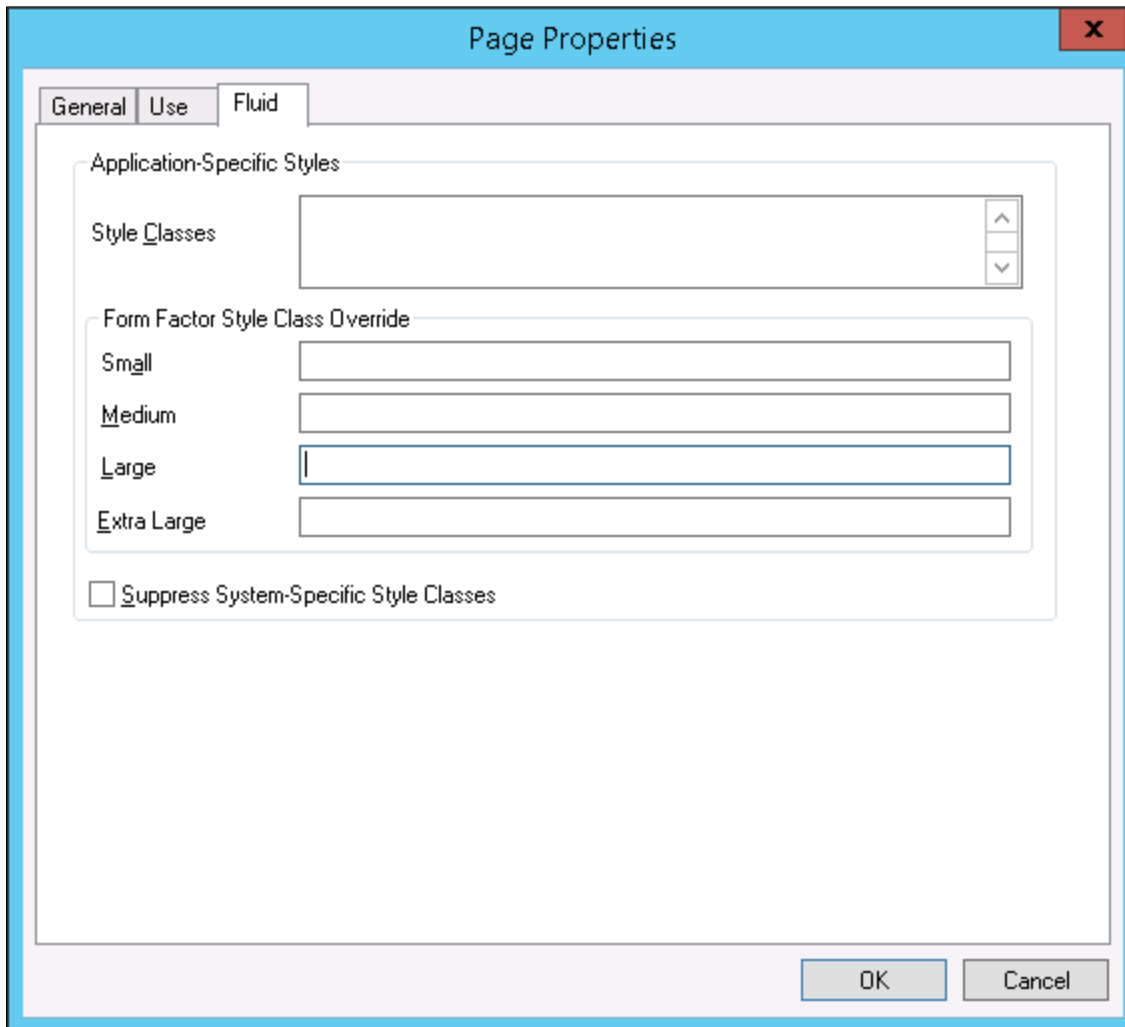 Page Properties
x
General Use Fluid
Application-Specific Styles
Style Classes
Form Factor Style Class Override
Small
Medium
Large
Extra Large
Suppress System-Specific Style Classes
OK Cancel